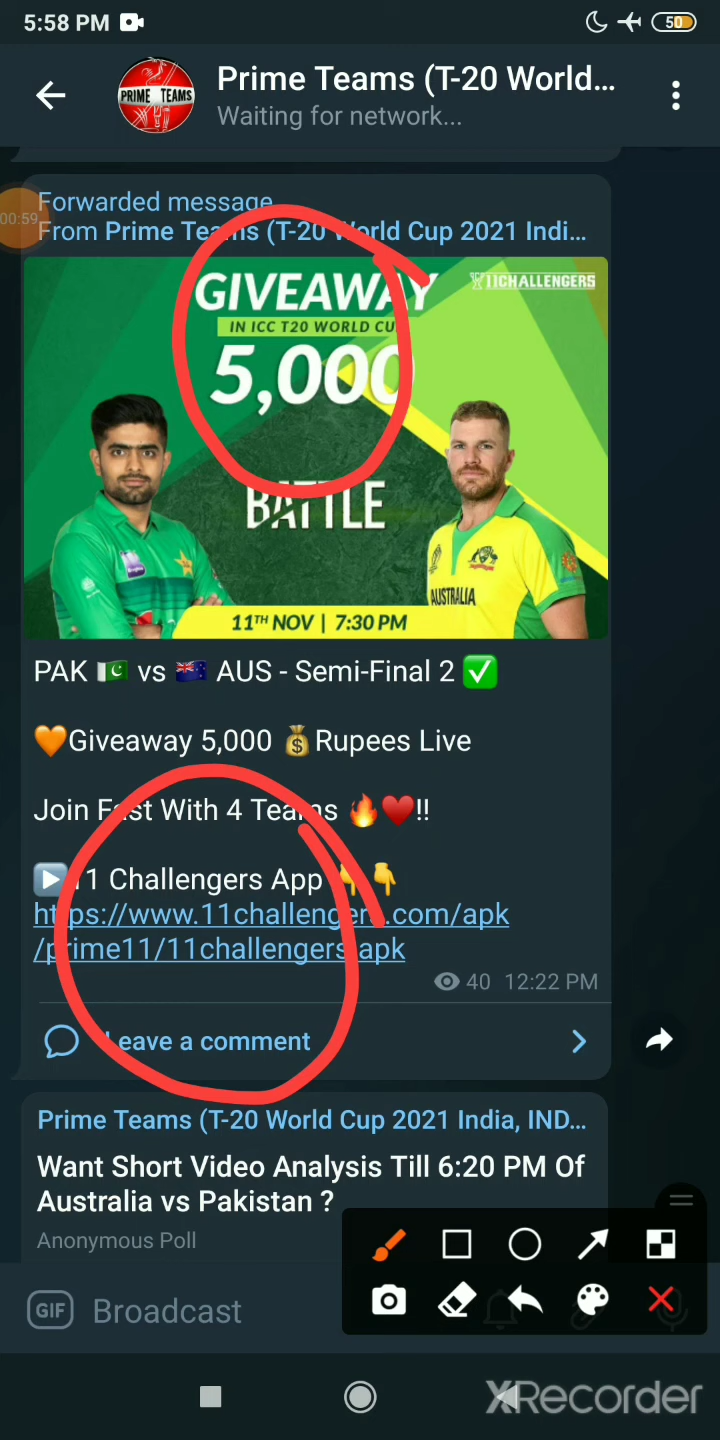 5:58 PM
50
Prime Teams (T-20 World...
Waiting for network...
PRIME TEAMS
00:59
Forwarded message
From Prime Teams (T-20 World Cup 2021 Indi...
GIVEAWAY
11CHALLENGERS
IN ICC T20 WORLD CU
5,000
BATTLE
AUSTRALIA
11TH NOV | 7:30 PM
PAK 🇵🇰 vs 🇦🇺 AUS - Semi-Final 2 ✅
🧡Giveaway 5,000 💰Rupees Live
Join Fast With 4 Teams 🔥♥️!!
▶️11 Challengers App 👇👇
https://www.11challengers.com/apk
/prime11/11challengers.apk
40 12:22 PM
Leave a comment
Prime Teams (T-20 World Cup 2021 India, IND...
Want Short Video Analysis Till 6:20 PM Of
Australia vs Pakistan ?
Anonymous Poll
GIF Broadcast
XRecorder